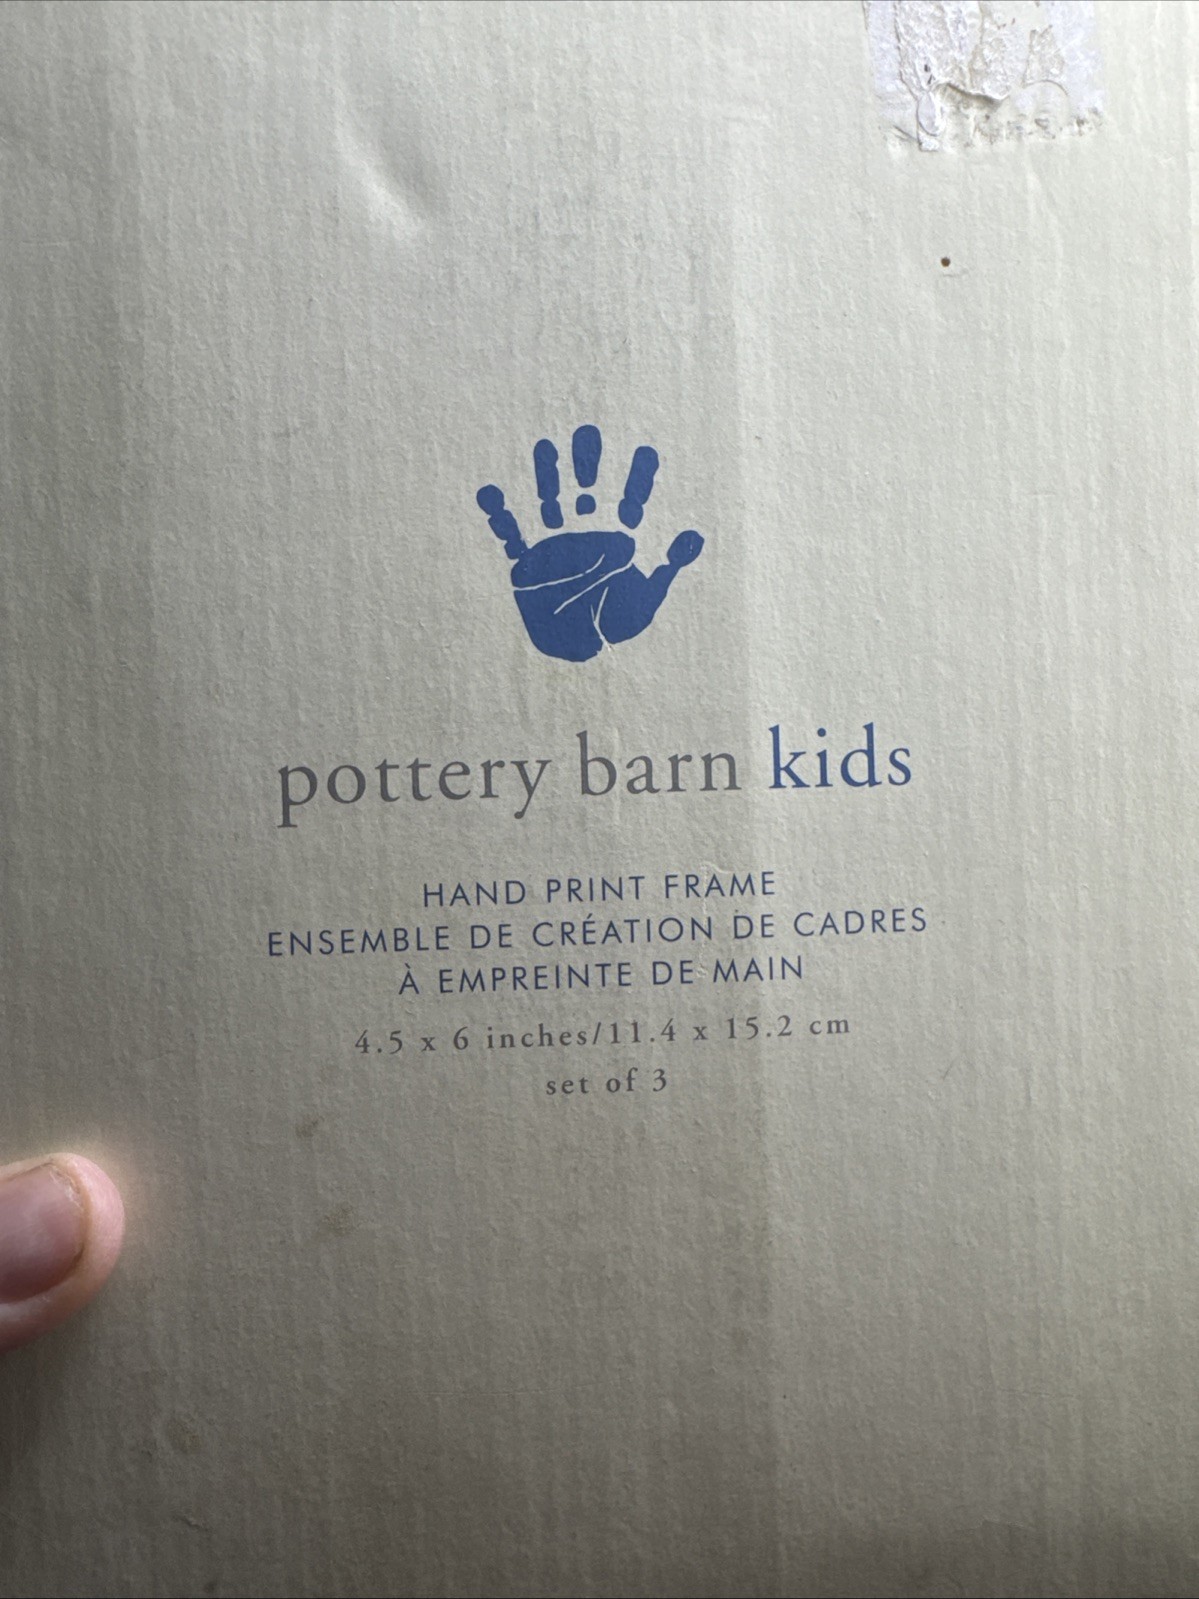 pottery barn kids
HAND PRINT FRAME
ENSEMBLE DE CRÉATION DE CADRES
À EMPREINTE DE MAIN
4.5 x 6 inches/11.4 x 15.2 cm
set of 3